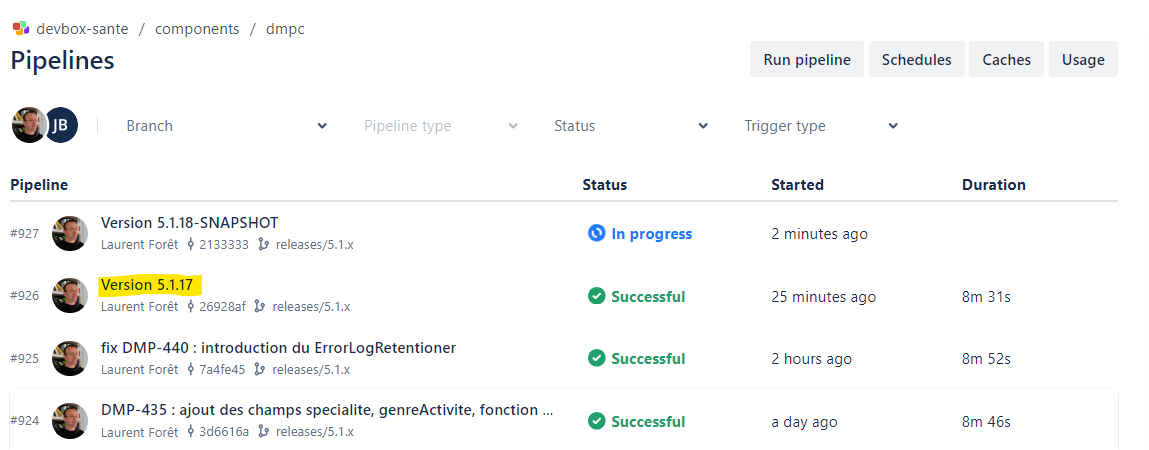 devbox-sante / components / dmpc
Pipelines
Run pipeline Schedules Caches Usage
JB Branch Pipeline type Status Trigger type
Pipeline Status Started Duration
#927 Version 5.1.18-SNAPSHOT In progress 2 minutes ago
Laurent Forêt 2133333 releases/5.1.x
#926 Version 5.1.17 Successful 25 minutes ago 8m 31s
Laurent Forêt 26928af releases/5.1.x
#925 fix DMP-440 : introduction du ErrorLogRetentioner Successful 2 hours ago 8m 52s
Laurent Forêt 7a4fe45 releases/5.1.x
#924 DMP-435 : ajout des champs specialite, genreActivite, fonction ... Successful a day ago 8m 46s
Laurent Forêt 3d6616a releases/5.1.x